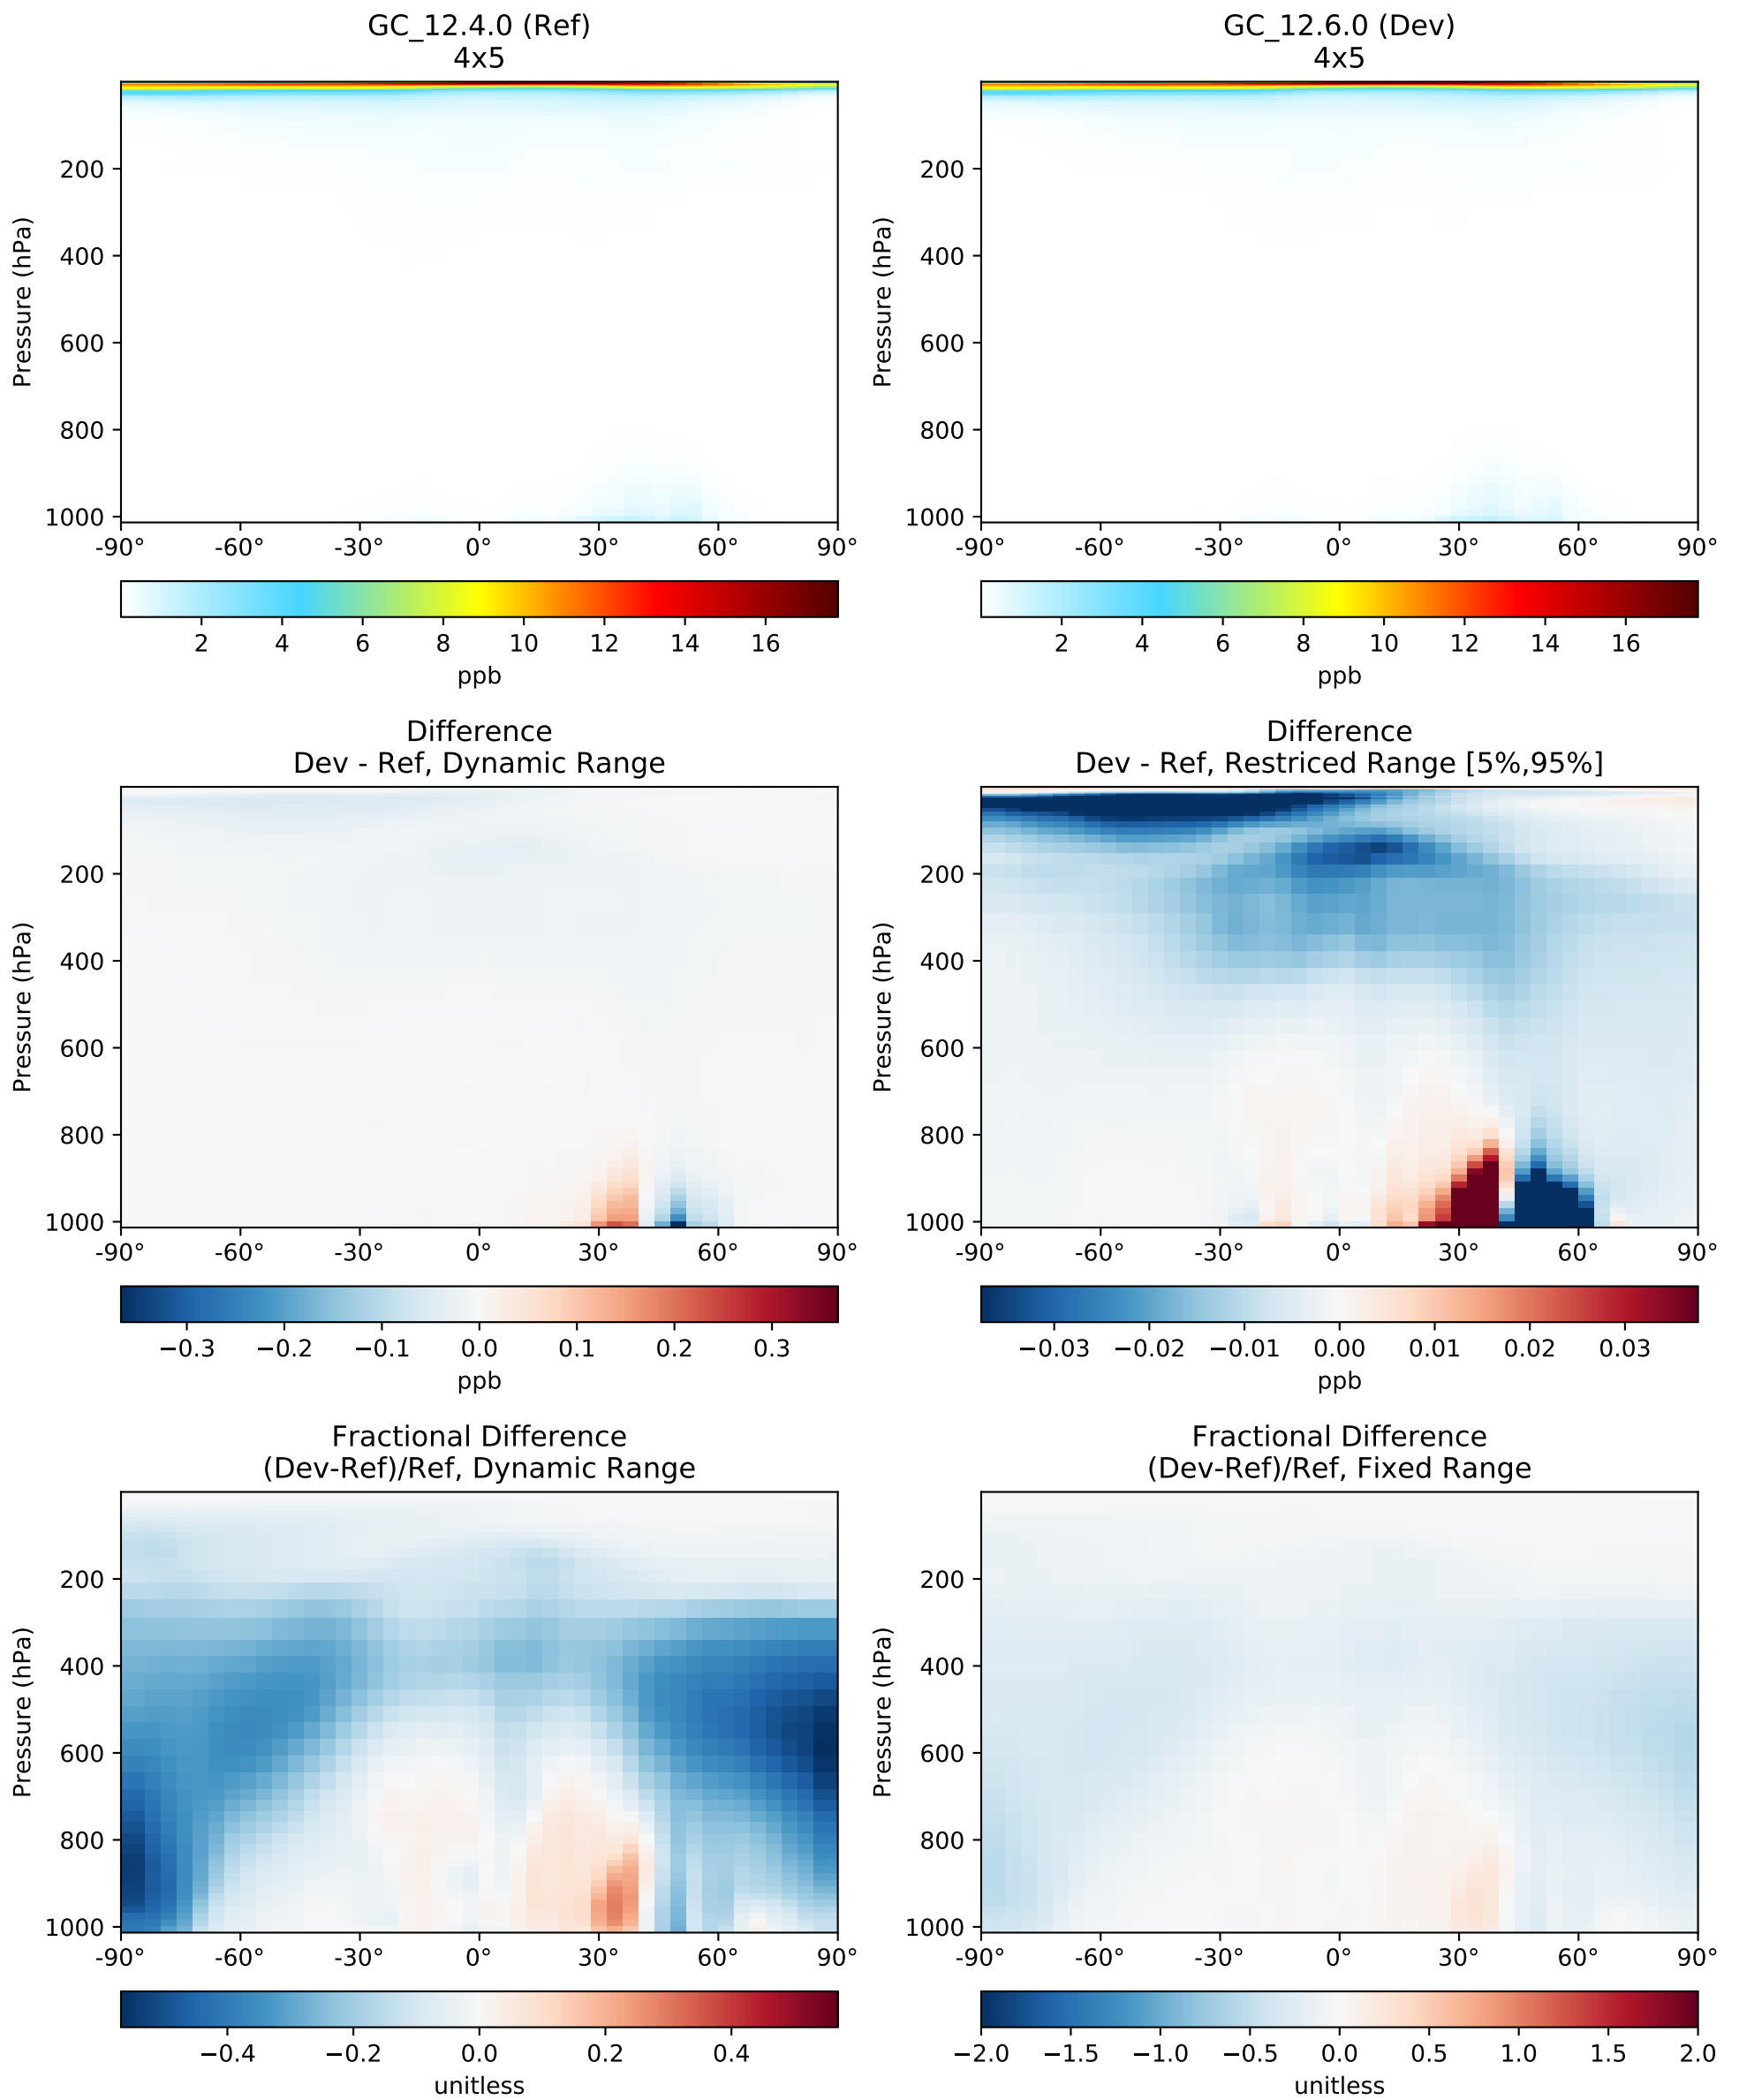 GC_12.4.0 (Ref)
4x5
Pressure (hPa)
200
400
600
800
1000
-90° -60° -30° 0° 30° 60° 90°
2 4 6 8 10 12 14 16
ppb
GC_12.6.0 (Dev)
4x5
Pressure (hPa)
200
400
600
800
1000
-90° -60° -30° 0° 30° 60° 90°
2 4 6 8 10 12 14 16
ppb
Difference
Dev - Ref, Dynamic Range
Pressure (hPa)
200
400
600
800
1000
-90° -60° -30° 0° 30° 60° 90°
−0.3 −0.2 −0.1 0.0 0.1 0.2 0.3
ppb
Difference
Dev - Ref, Restriced Range [5%,95%]
Pressure (hPa)
200
400
600
800
1000
-90° -60° -30° 0° 30° 60° 90°
−0.03 −0.02 −0.01 0.00 0.01 0.02 0.03
ppb
Fractional Difference
(Dev-Ref)/Ref, Dynamic Range
Pressure (hPa)
200
400
600
800
1000
-90° -60° -30° 0° 30° 60° 90°
−0.4 −0.2 0.0 0.2 0.4
unitless
Fractional Difference
(Dev-Ref)/Ref, Fixed Range
Pressure (hPa)
200
400
600
800
1000
-90° -60° -30° 0° 30° 60° 90°
−2.0 −1.5 −1.0 −0.5 0.0 0.5 1.0 1.5 2.0
unitless